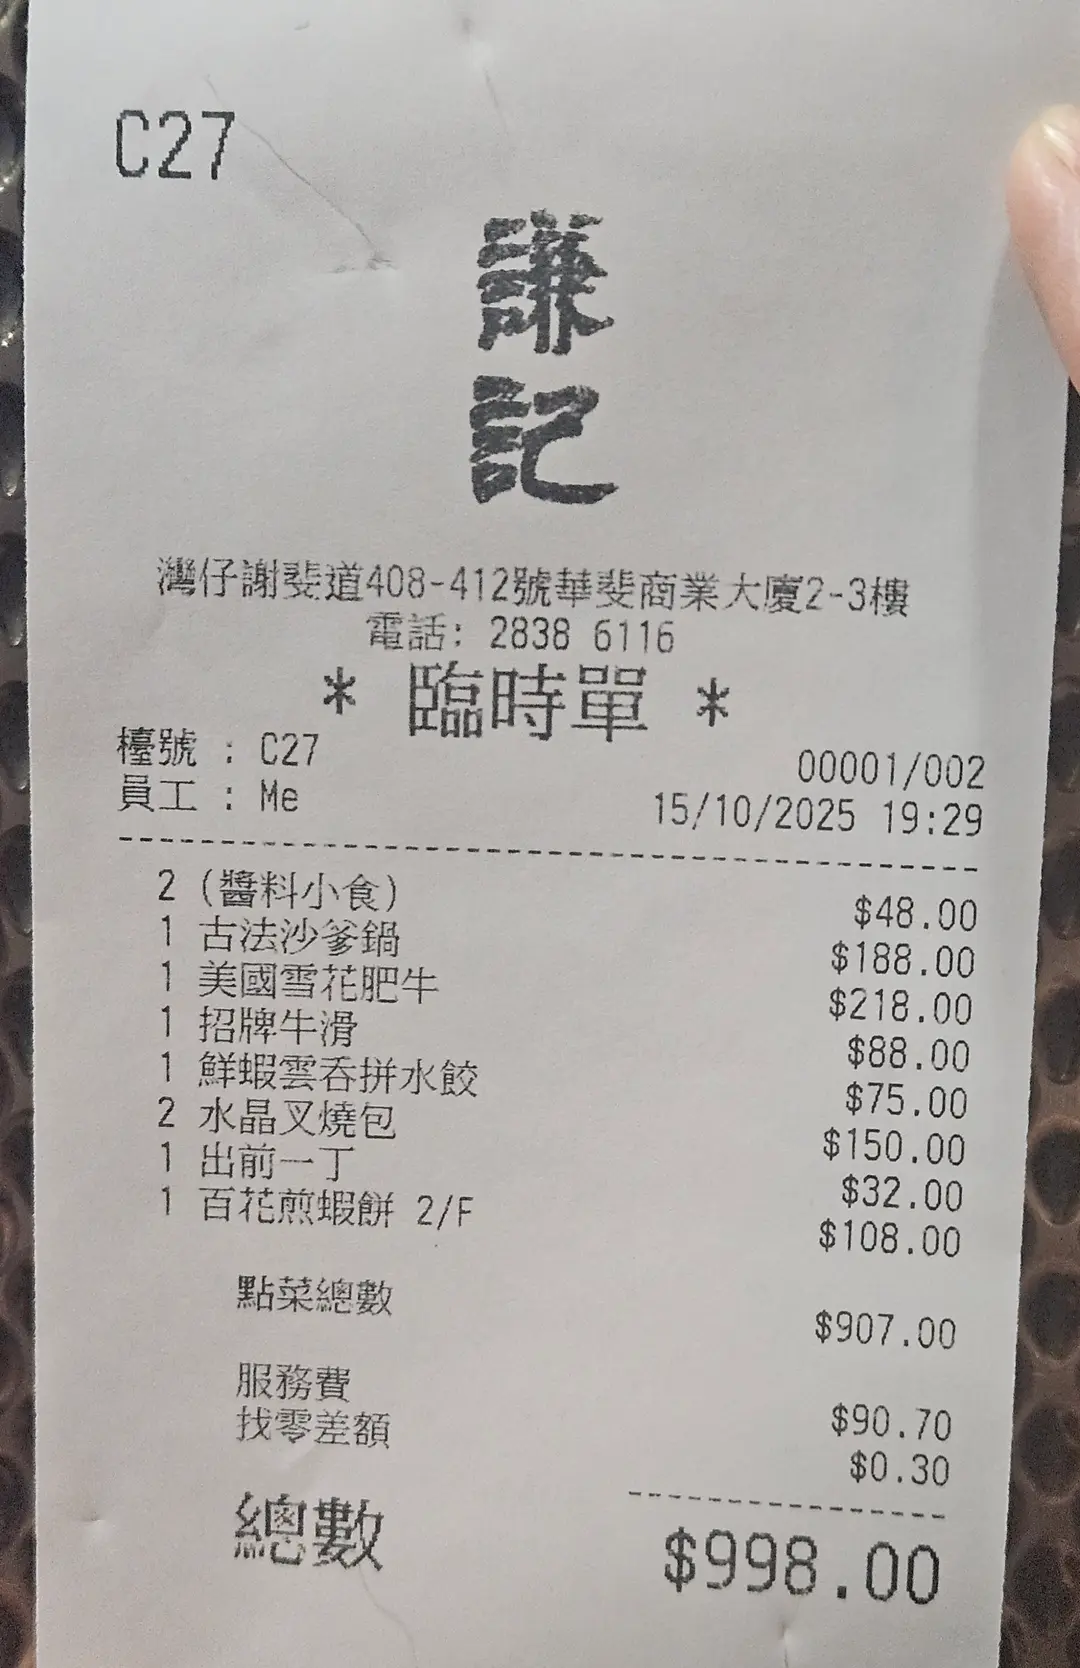 C27
謙
記
灣仔謝斐道408-412號華斐商業大廈2-3樓
電話: 2838 6116
* 臨時單 *
檯號 : C27
00001/002
員工 : Me
15/10/2025 19:29
2 (醬料小食) $48.00
1 古法沙爹鍋 $188.00
1 美國雪花肥牛 $218.00
1 招牌牛滑 $88.00
1 鮮蝦雲吞拼水餃 $75.00
2 水晶叉燒包 $150.00
1 出前一丁 $32.00
1 百花煎蝦餅 2/F $108.00
點菜總數 $907.00
服務費 $90.70
找零差額 $0.30
總數 $998.00